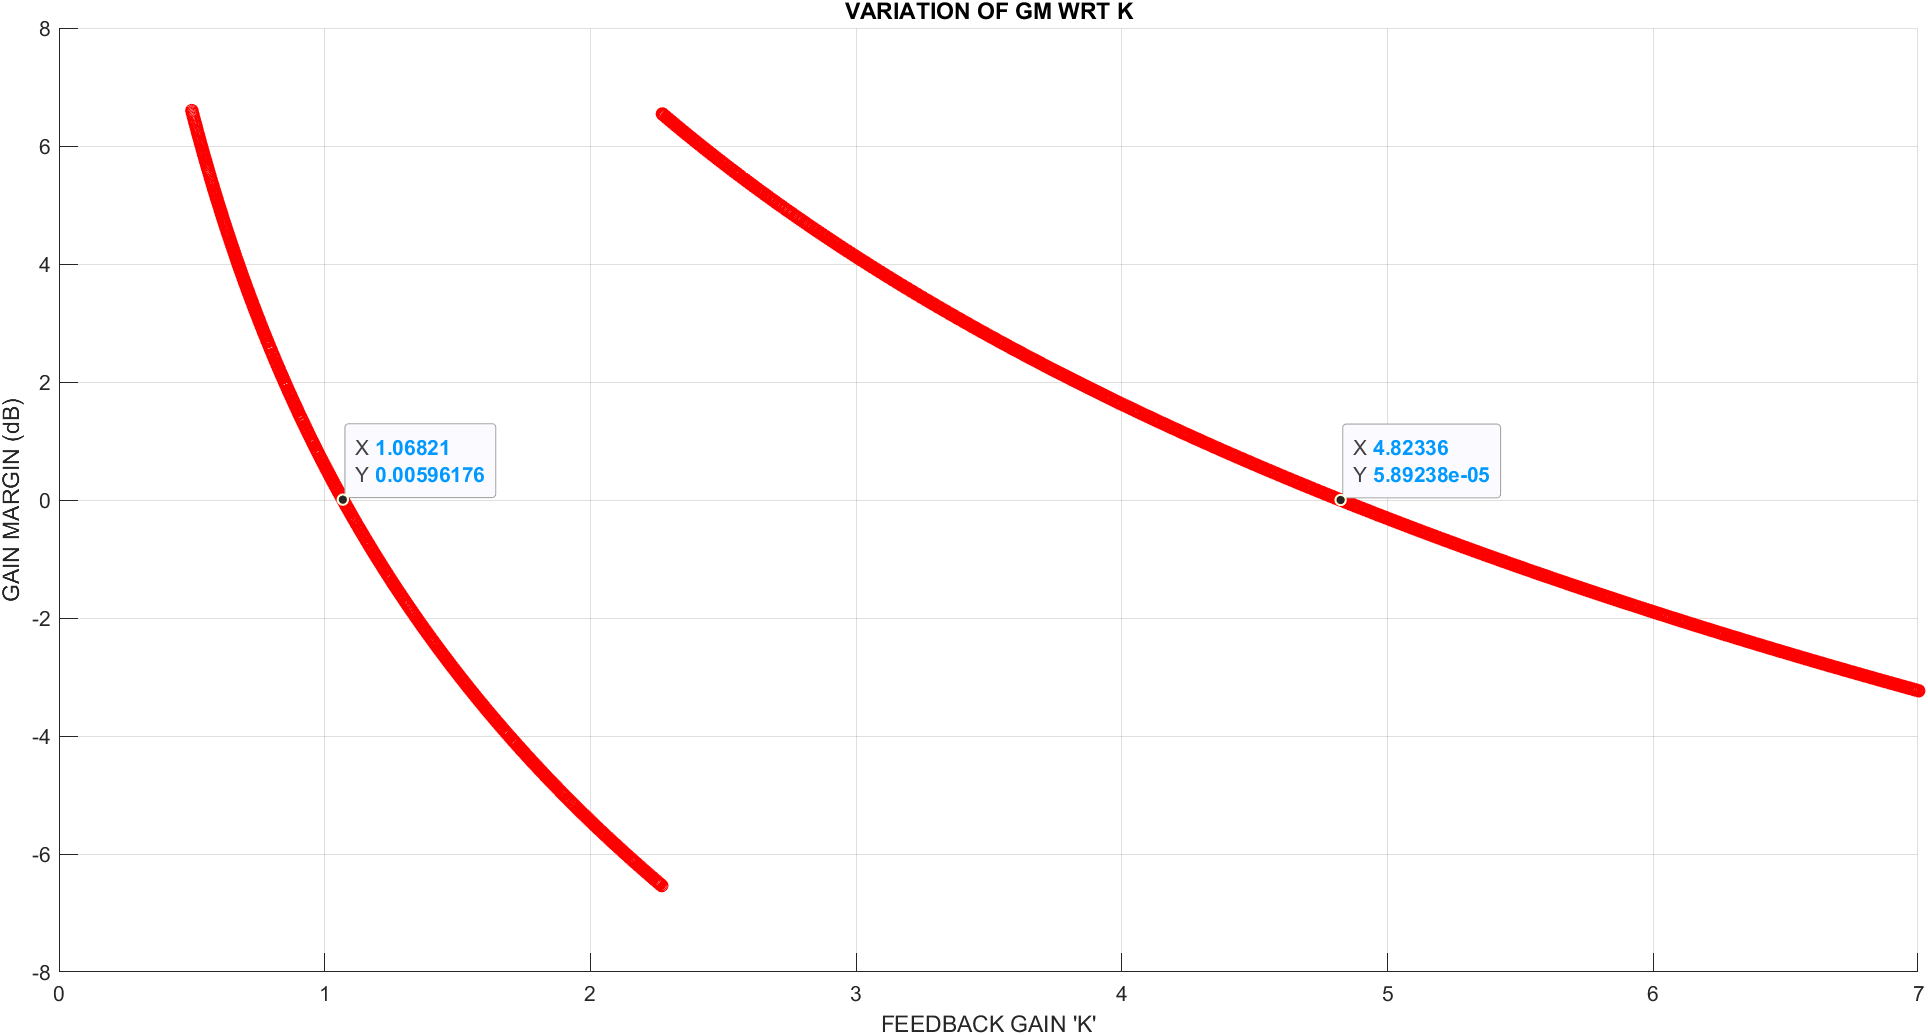 VARIATION OF GM WRT K
8
6
4
2
0
-2
-4
-6
-8
GAIN MARGIN (dB)
X 1.06821
Y 0.00596176
X 4.82336
Y 5.89238e-05
0
1
2
3
4
5
6
7
FEEDBACK GAIN 'K'